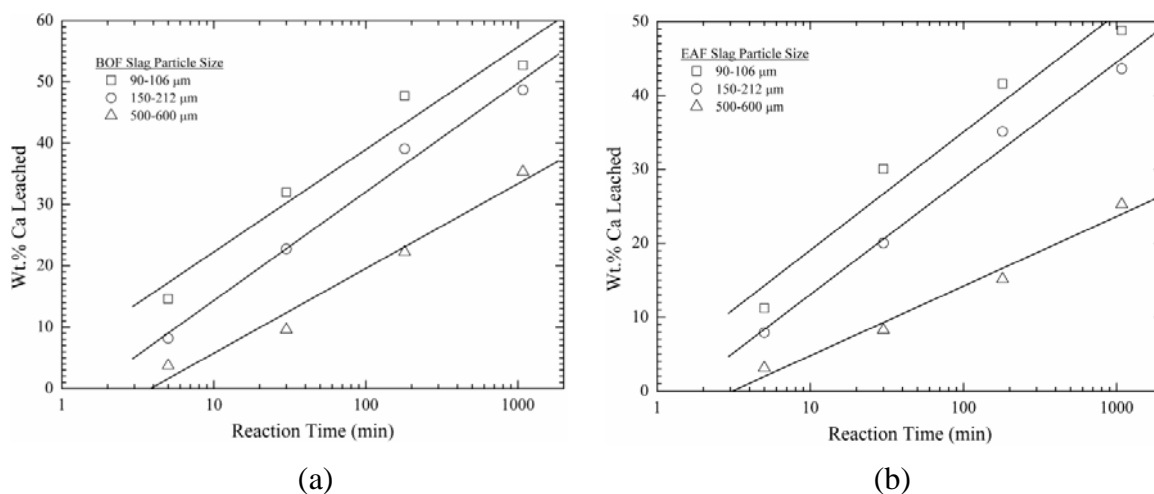 60
50
40
30
20
10
0
Wt.% Ca Leached
BOF Slag Particle Size
90-106 μm
150-212 μm
500-600 μm
1
10
100
1000
Reaction Time (min)
(a)
50
40
30
20
10
0
Wt.% Ca Leached
EAF Slag Particle Size
90-106 μm
150-212 μm
500-600 μm
1
10
100
1000
Reaction Time (min)
(b)